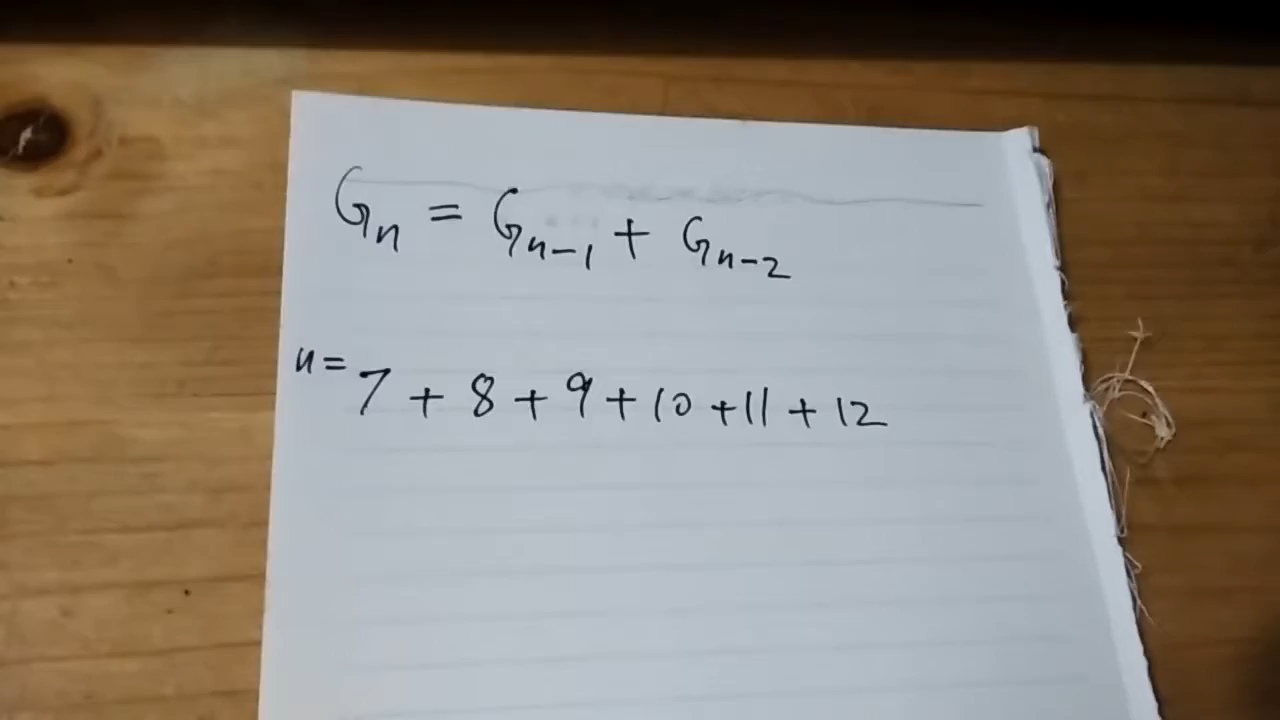 Gn = Gn-1 + Gn-2
n= 7 + 8 + 9 + 10 + 11 + 12